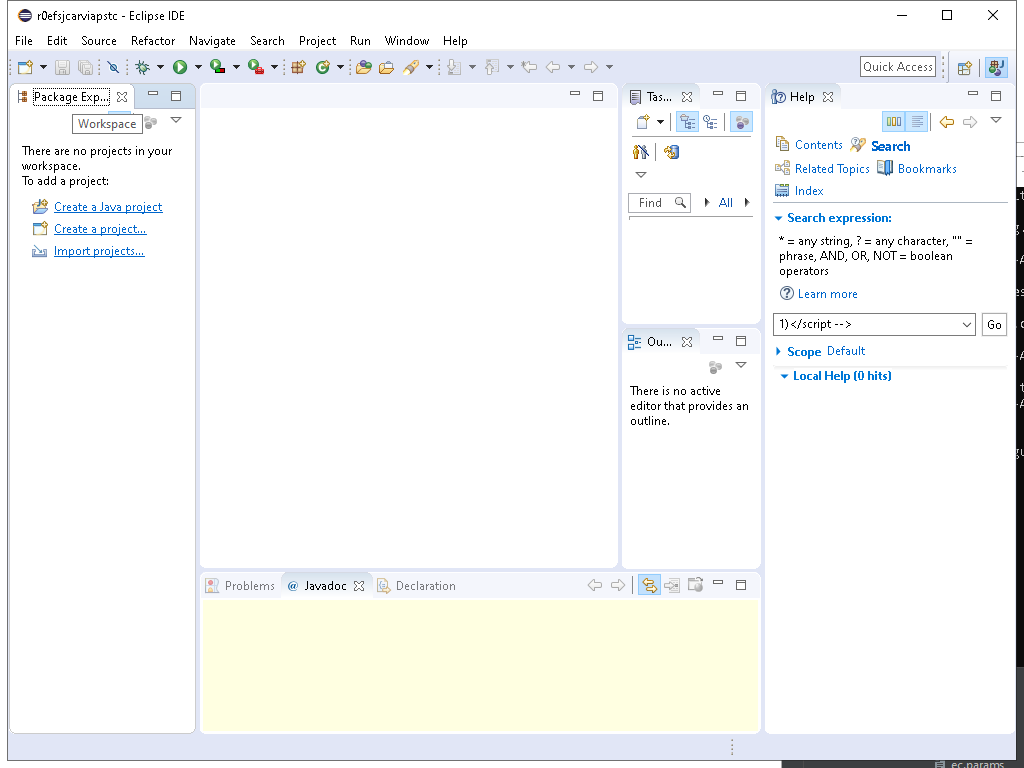 r0efsjcarviapstc - Eclipse IDE
File Edit Source Refactor Navigate Search Project Run Window Help
Quick Access
Package Exp...
Workspace
There are no projects in your
workspace.
To add a project:
Create a Java project
Create a project...
Import projects...
Tas...
Find
All
Ou...
There is no active
editor that provides an
outline.
Help
Contents Search
Related Topics Bookmarks
Index
Search expression:
* = any string, ? = any character, "" =
phrase, AND, OR, NOT = boolean
operators
Learn more
1)</script --> Go
Scope Default
Local Help (0 hits)
Problems @ Javadoc Declaration
ec.params